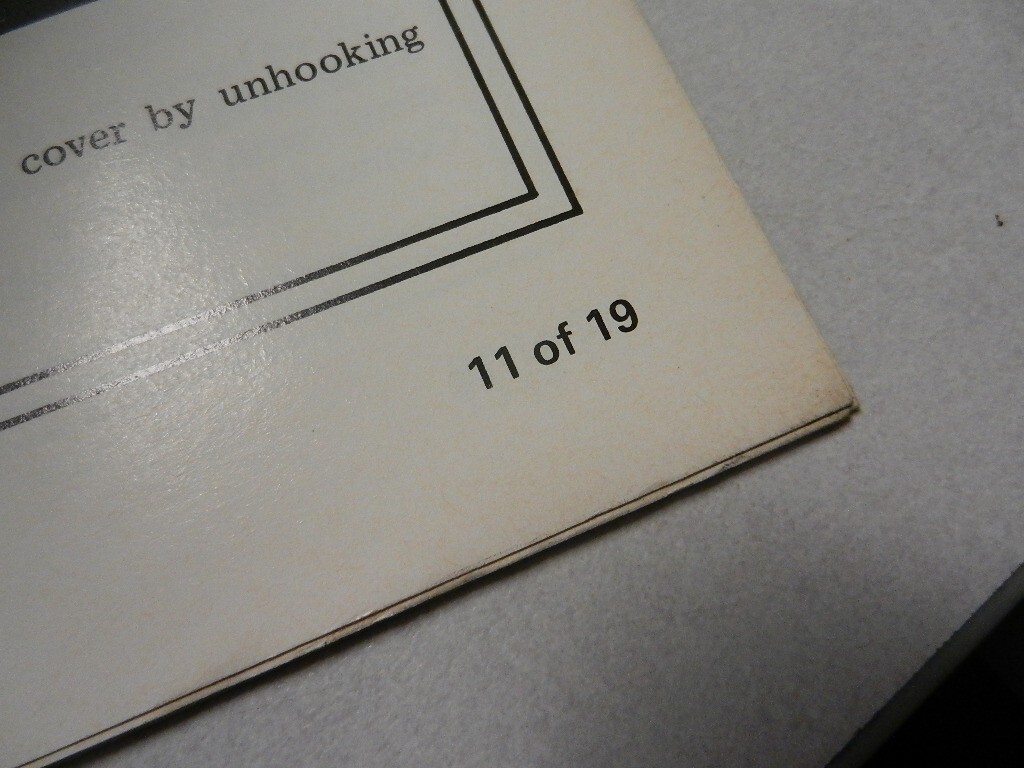 cover by unhooking
11 of 19